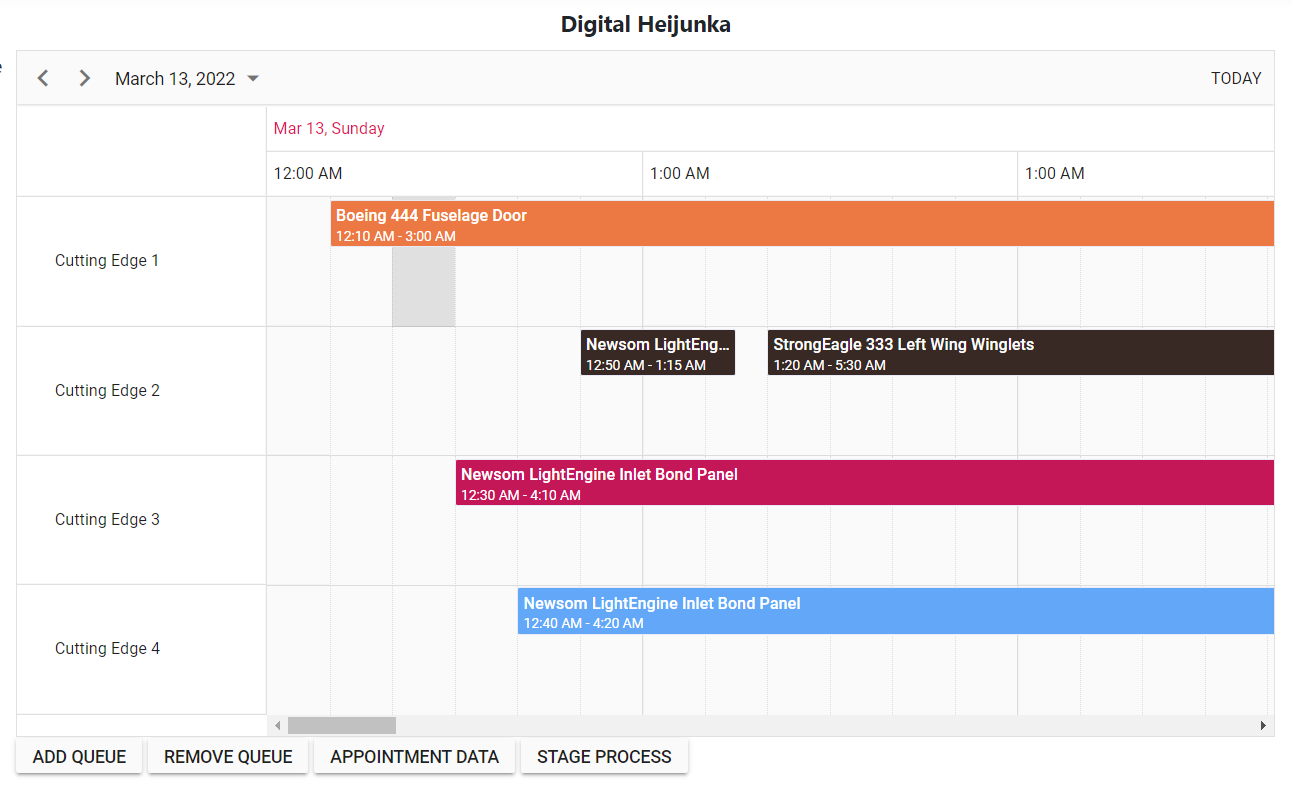 Digital Heijunka
March 13, 2022
TODAY
Mar 13, Sunday
12:00 AM 1:00 AM 1:00 AM
Cutting Edge 1
Boeing 444 Fuselage Door
12:10 AM - 3:00 AM
Cutting Edge 2
Newsom LightEng...
12:50 AM - 1:15 AM
StrongEagle 333 Left Wing Winglets
1:20 AM - 5:30 AM
Cutting Edge 3
Newsom LightEngine Inlet Bond Panel
12:30 AM - 4:10 AM
Cutting Edge 4
Newsom LightEngine Inlet Bond Panel
12:40 AM - 4:20 AM
ADD QUEUE REMOVE QUEUE APPOINTMENT DATA STAGE PROCESS